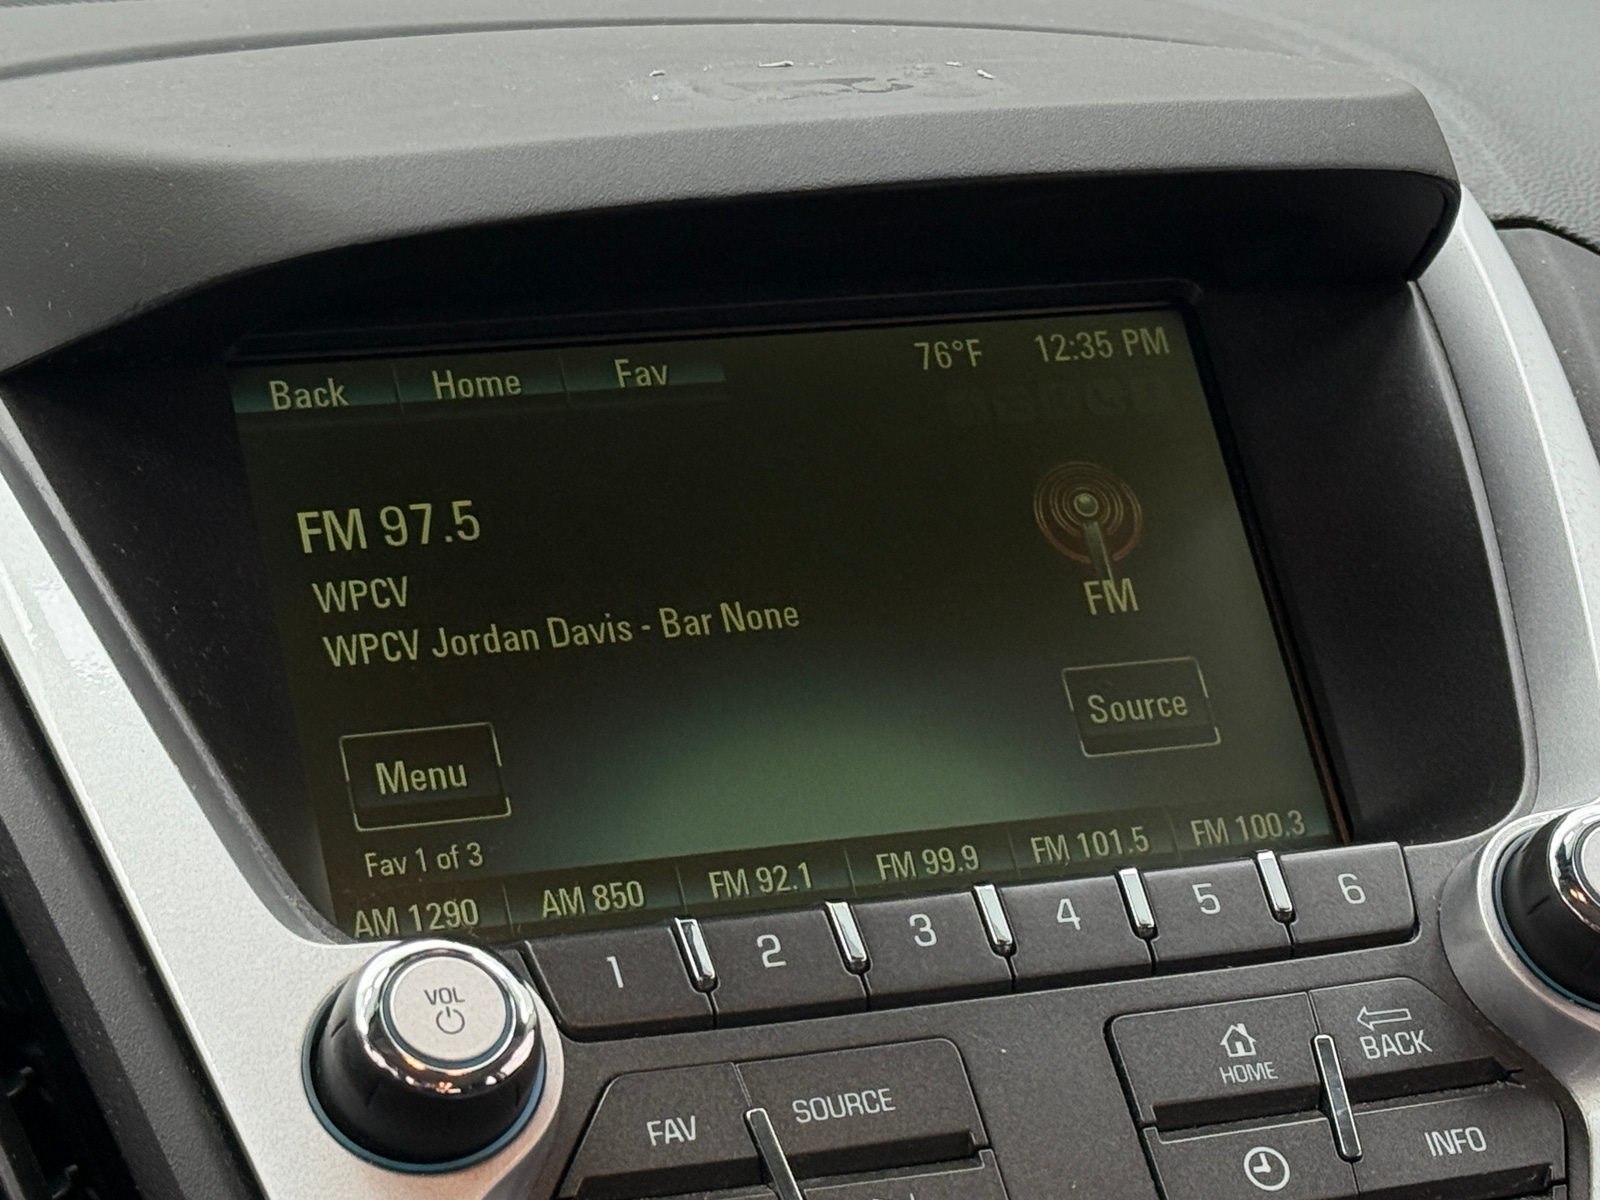 Back Home Fav 76°F 12:35 PM
FM 97.5
WPCV
WPCV Jordan Davis - Bar None
FM
Source
Menu
Fav 1 of 3
AM 1290 AM 850 FM 92.1 FM 99.9 FM 101.5 FM 100.3
1 2 3 4 5 6
VOL
FAV SOURCE
HOME BACK
INFO